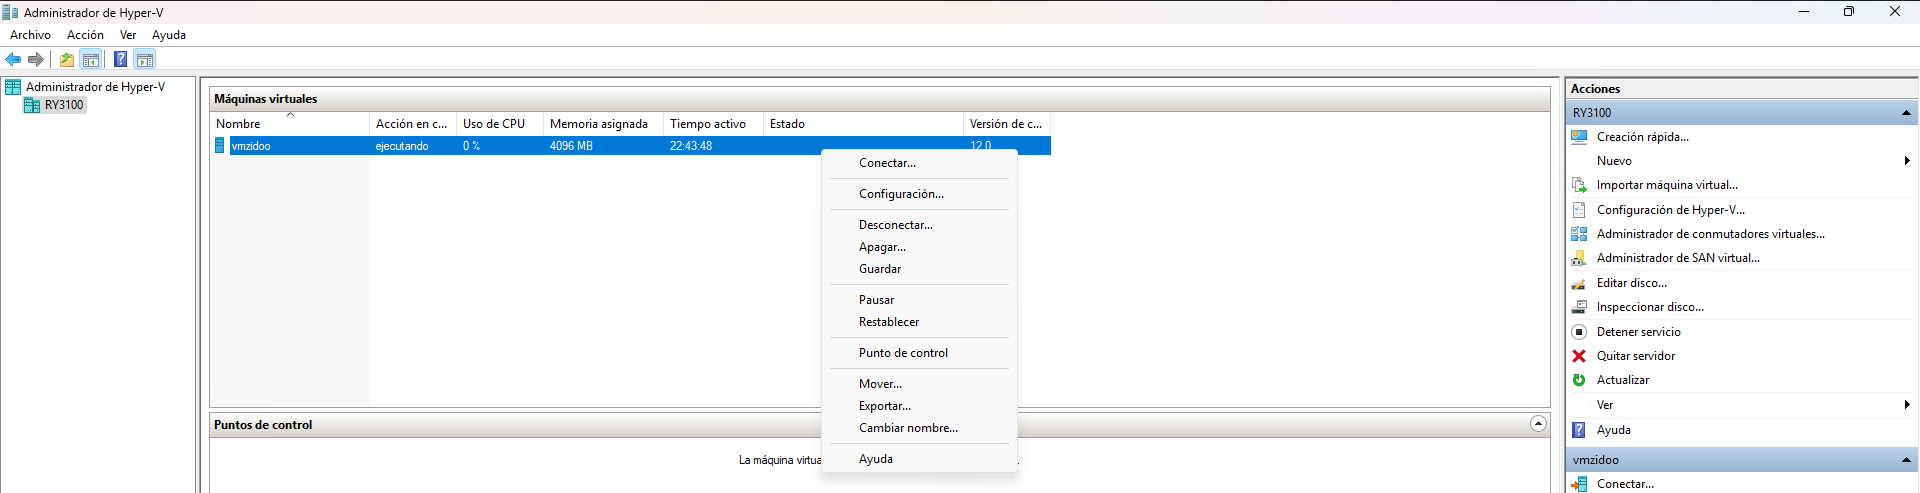 Administrador de Hyper-V
Archivo Acción Ver Ayuda
Administrador de Hyper-V
RY3100
Máquinas virtuales
Nombre Acción en c... Uso de CPU Memoria asignada Tiempo activo Estado Versión de c...
vmzidoo ejecutando 0 % 4096 MB 22:43:48 12.0
Conectar...
Configuración...
Desconectar...
Apagar...
Guardar
Pausar
Restablecer
Punto de control
Mover...
Exportar...
Cambiar nombre...
Ayuda
Puntos de control
La máquina
Acciones
RY3100
Creación rápida...
Nuevo
Importar máquina virtual...
Configuración de Hyper-V...
Administrador de conmutadores virtuales...
Administrador de SAN virtual...
Editar disco...
Inspeccionar disco...
Detener servicio
Quitar servidor
Actualizar
Ver
Ayuda
vmzidoo
Conectar...